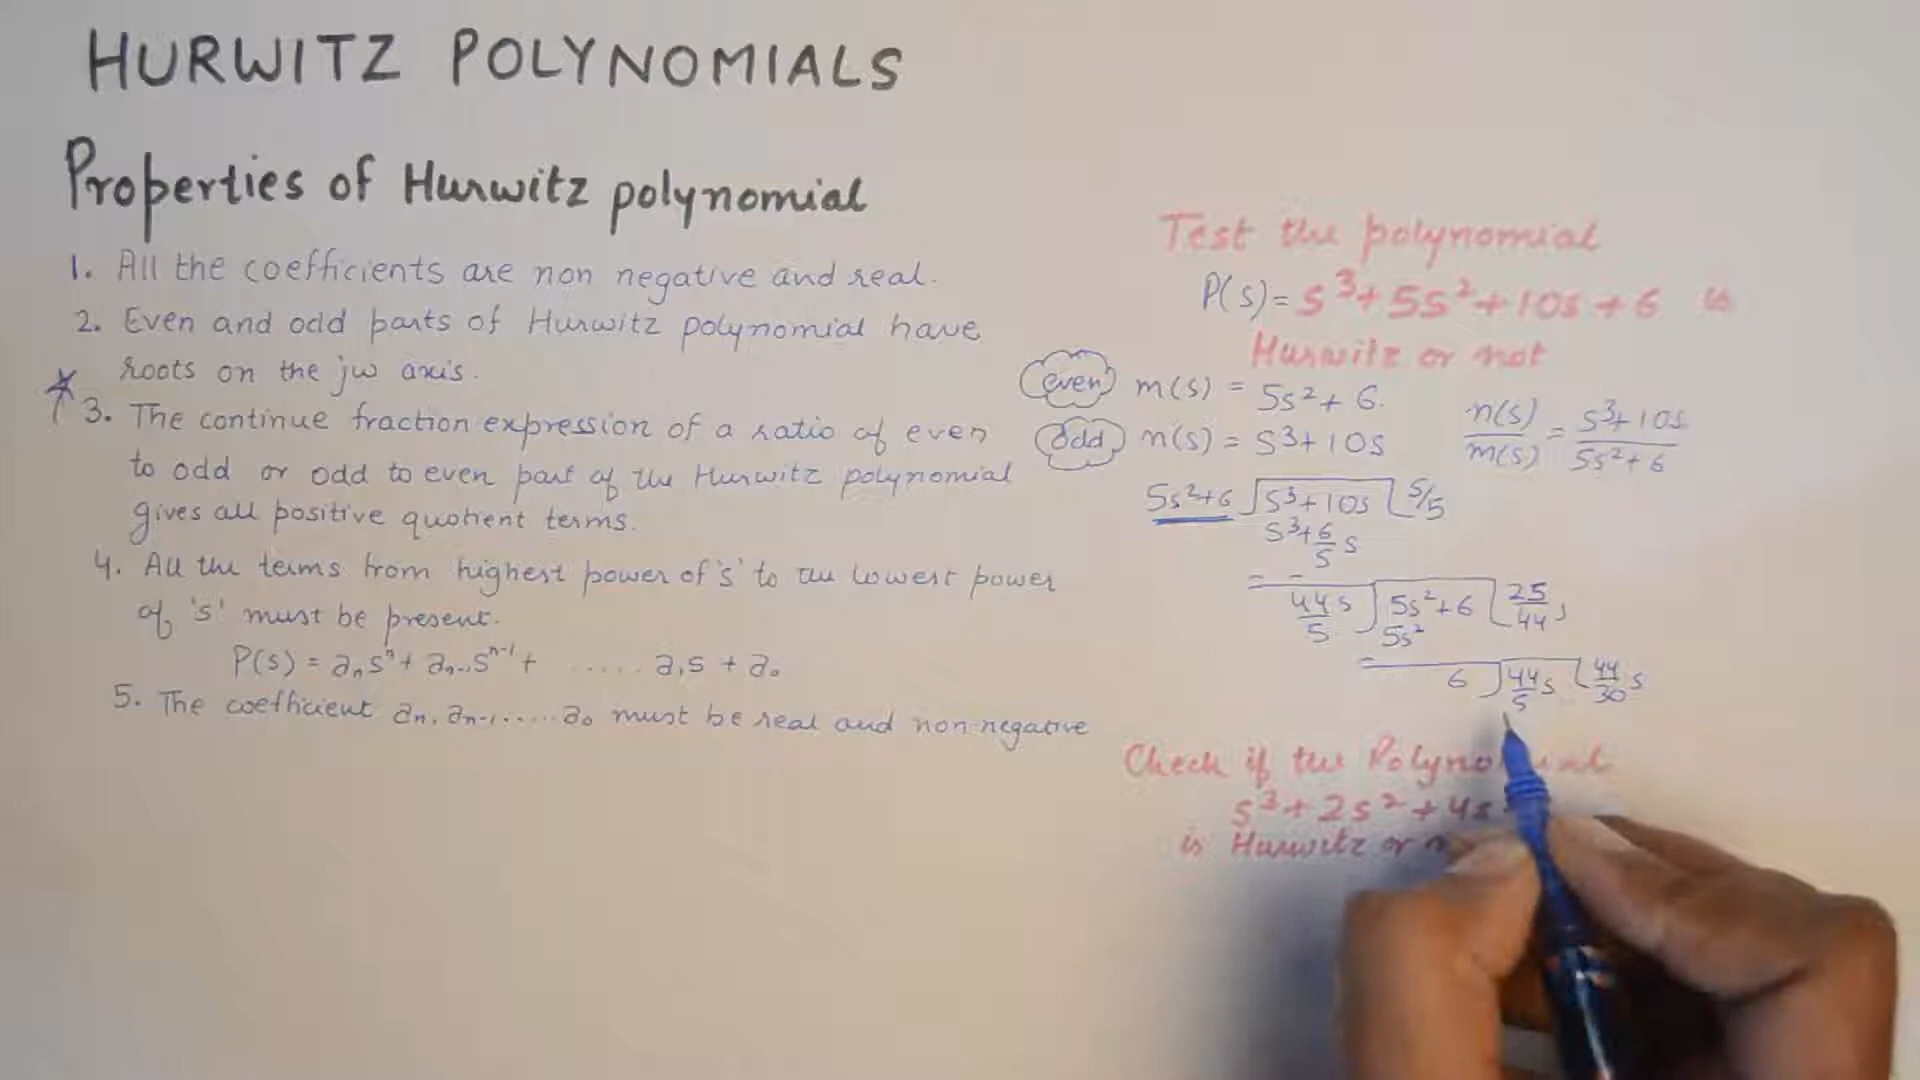 HURWITZ POLYNOMIALS
Properties of Hurwitz polynomial
1. All the coefficients are non negative and real.
2. Even and odd parts of Hurwitz polynomial have
roots on the jw axis.
3. The continue fraction expression of a ratio of even
to odd or odd to even part of the Hurwitz polynomial
gives all positive quotient terms.
4. All the terms from highest power of 's' to the lowest power
of 's' must be present.
P(s) = aₙsⁿ + aₙ₋₁sⁿ⁻¹ + ...... a₁s + a₀
5. The coefficient aₙ, aₙ₋₁..... a₀ must be real and non-negative
Test the polynomial
P(s) = s³ + 5s² + 10s + 6 is
Hurwitz or not
even m(s) = 5s² + 6.
odd n(s) = s³ + 10s
n(s)/m(s) = s³ + 10s / 5s² + 6
5s² + 6 ) s³ + 10s ( s/5
s³ + 6/5 s
- -
44s/5 ) 5s² + 6 ( 25/44 s
5s²
6 ) 44/5 s ( 44/30 s
Check if the
s³ + 2s² + 4s
is Hurwitz or